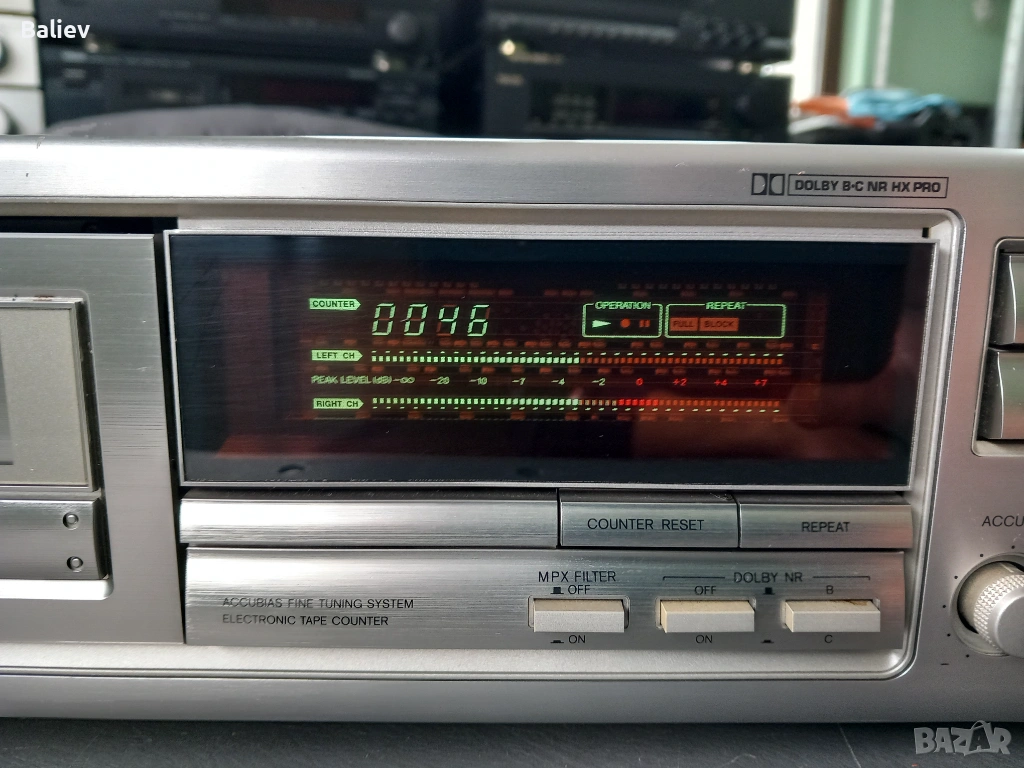 Baliev
DOLBY B·C NR HX PRO
COUNTER 0046 OPERATION REPEAT
FULL BLOCK
LEFT CH
PEAK LEVEL (dB) -∞ -20 -10 -7 -4 -2 0 +2 +4 +7
RIGHT CH
COUNTER RESET REPEAT
ACCU
MPX FILTER DOLBY NR
OFF OFF B
ACCUBIAS FINE TUNING SYSTEM
ELECTRONIC TAPE COUNTER
ON ON C
BAZAR